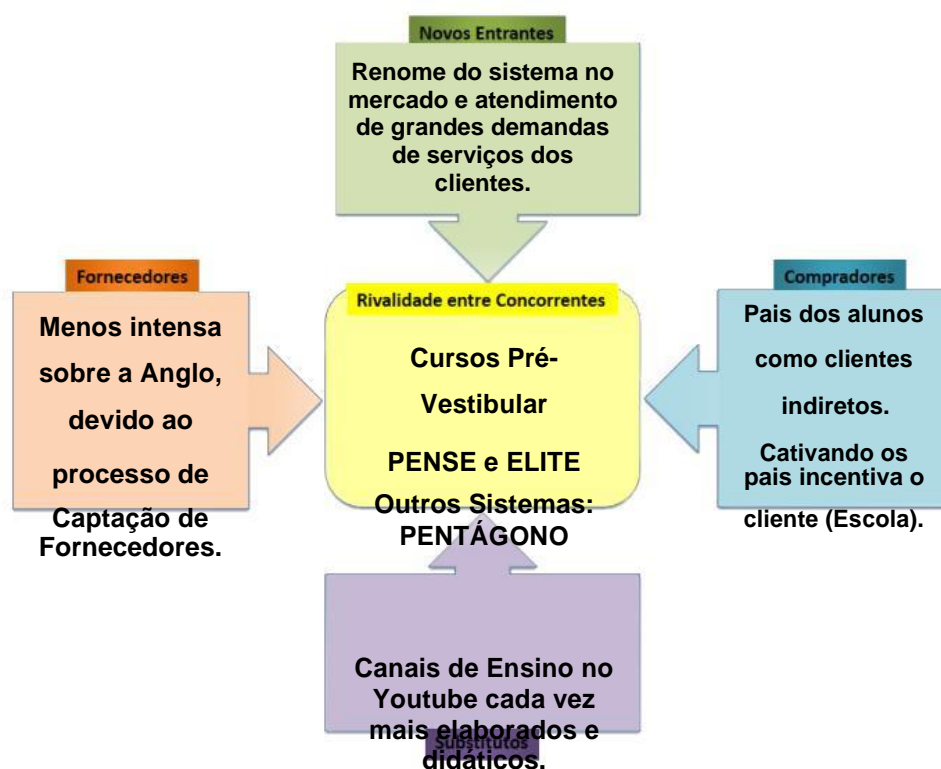 Novos Entrantes
Renome do sistema no
mercado e atendimento
de grandes demandas
de serviços dos
clientes.
Fornecedores
Menos intensa
sobre a Anglo,
devido ao
processo de
Captação de
Fornecedores.
Rivalidade entre Concorrentes
Cursos Pré-
Vestibular
PENSE e ELITE
Outros Sistemas:
PENTÁGONO
Compradores
Pais dos alunos
como clientes
indiretos.
Cativando os
pais incentiva o
cliente (Escola).
Canais de Ensino no
Youtube cada vez
mais elaborados e
didáticos.
Substitutos